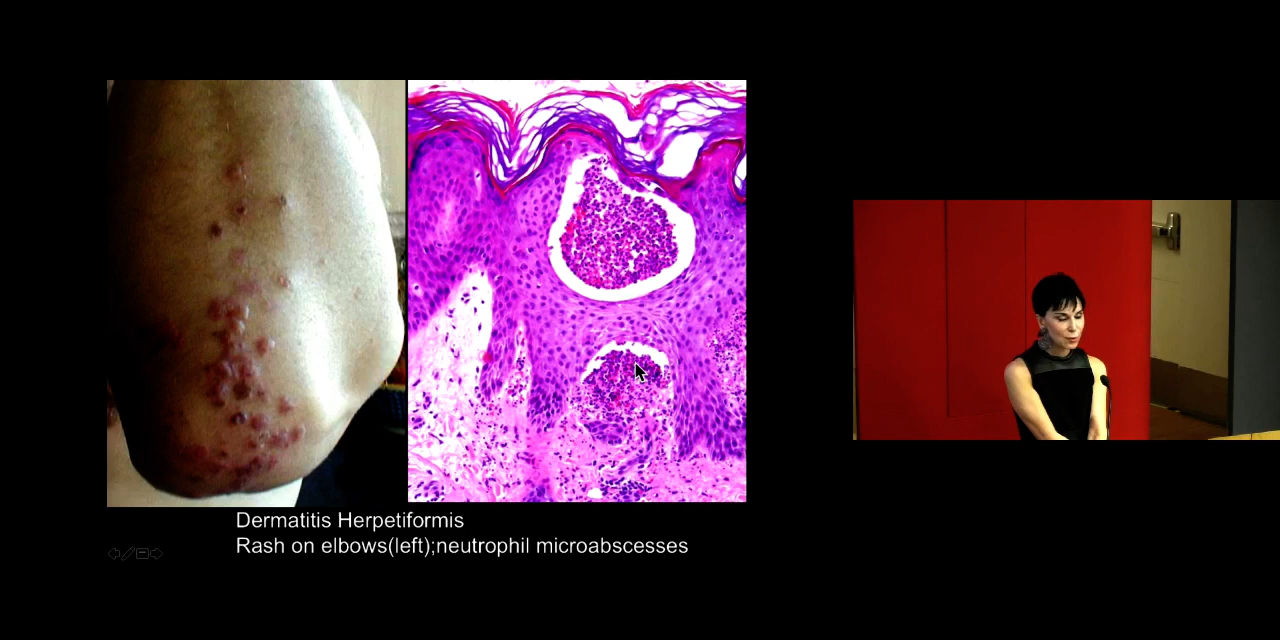 Dermatitis Herpetiformis
Rash on elbows(left);neutrophil microabscesses